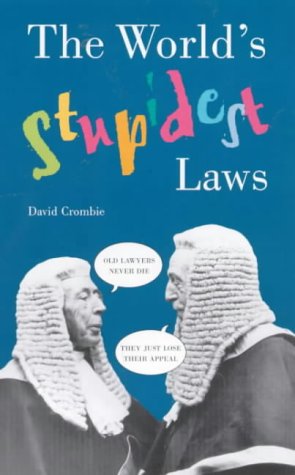 The World's
Stupidest
Laws
David Crombie
OLD LAWYERS
NEVER DIE
THEY JUST LOSE
THEIR APPEAL